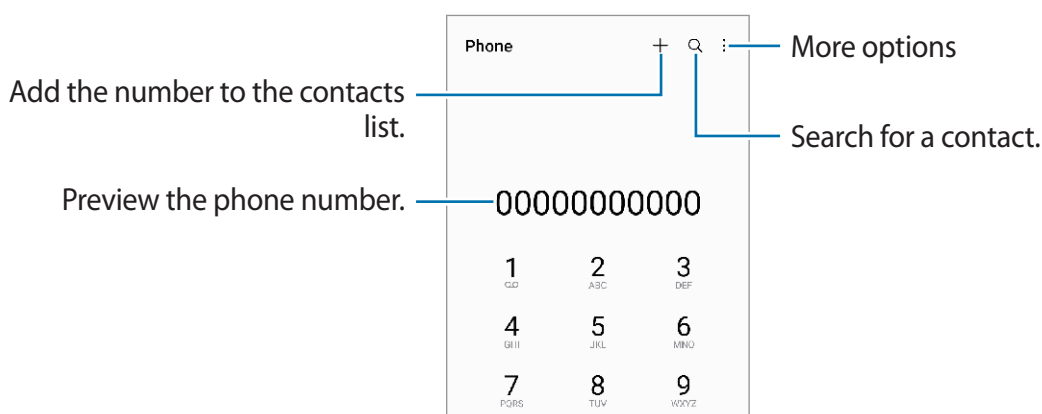 Phone
More options
Add the number to the contacts
list.
Search for a contact.
Preview the phone number.
00000000000
1 2 3
ABC DEF
4 5 6
GHI JKL MNO
7 8 9
PQRS TUV WXYZ